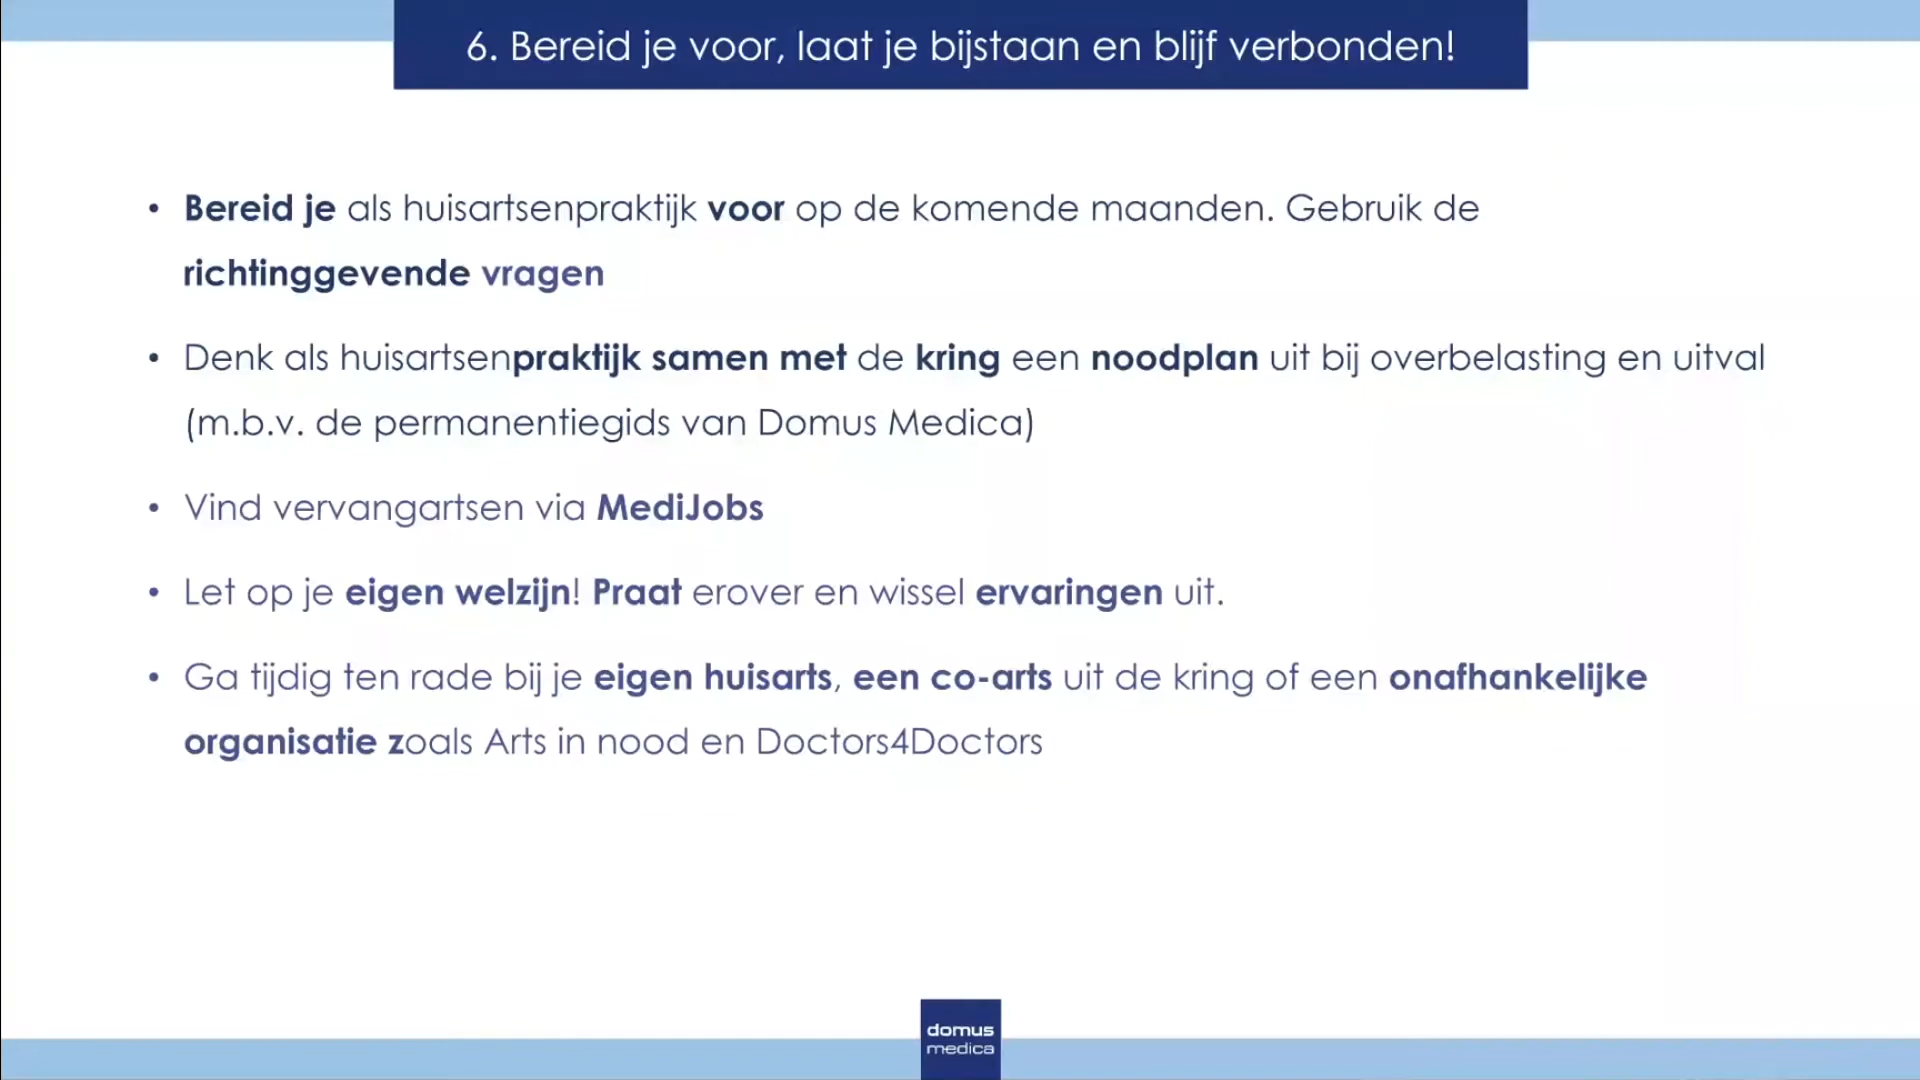 6. Bereid je voor, laat je bijstaan en blijf verbonden!
• Bereid je als huisartsenpraktijk voor op de komende maanden. Gebruik de
richtinggevende vragen
• Denk als huisartsenpraktijk samen met de kring een noodplan uit bij overbelasting en uitval
(m.b.v. de permanentiegids van Domus Medica)
• Vind vervangartsen via MediJobs
• Let op je eigen welzijn! Praat erover en wissel ervaringen uit.
• Ga tijdig ten rade bij je eigen huisarts, een co-arts uit de kring of een onafhankelijke
organisatie zoals Arts in nood en Doctors4Doctors
domus
medica